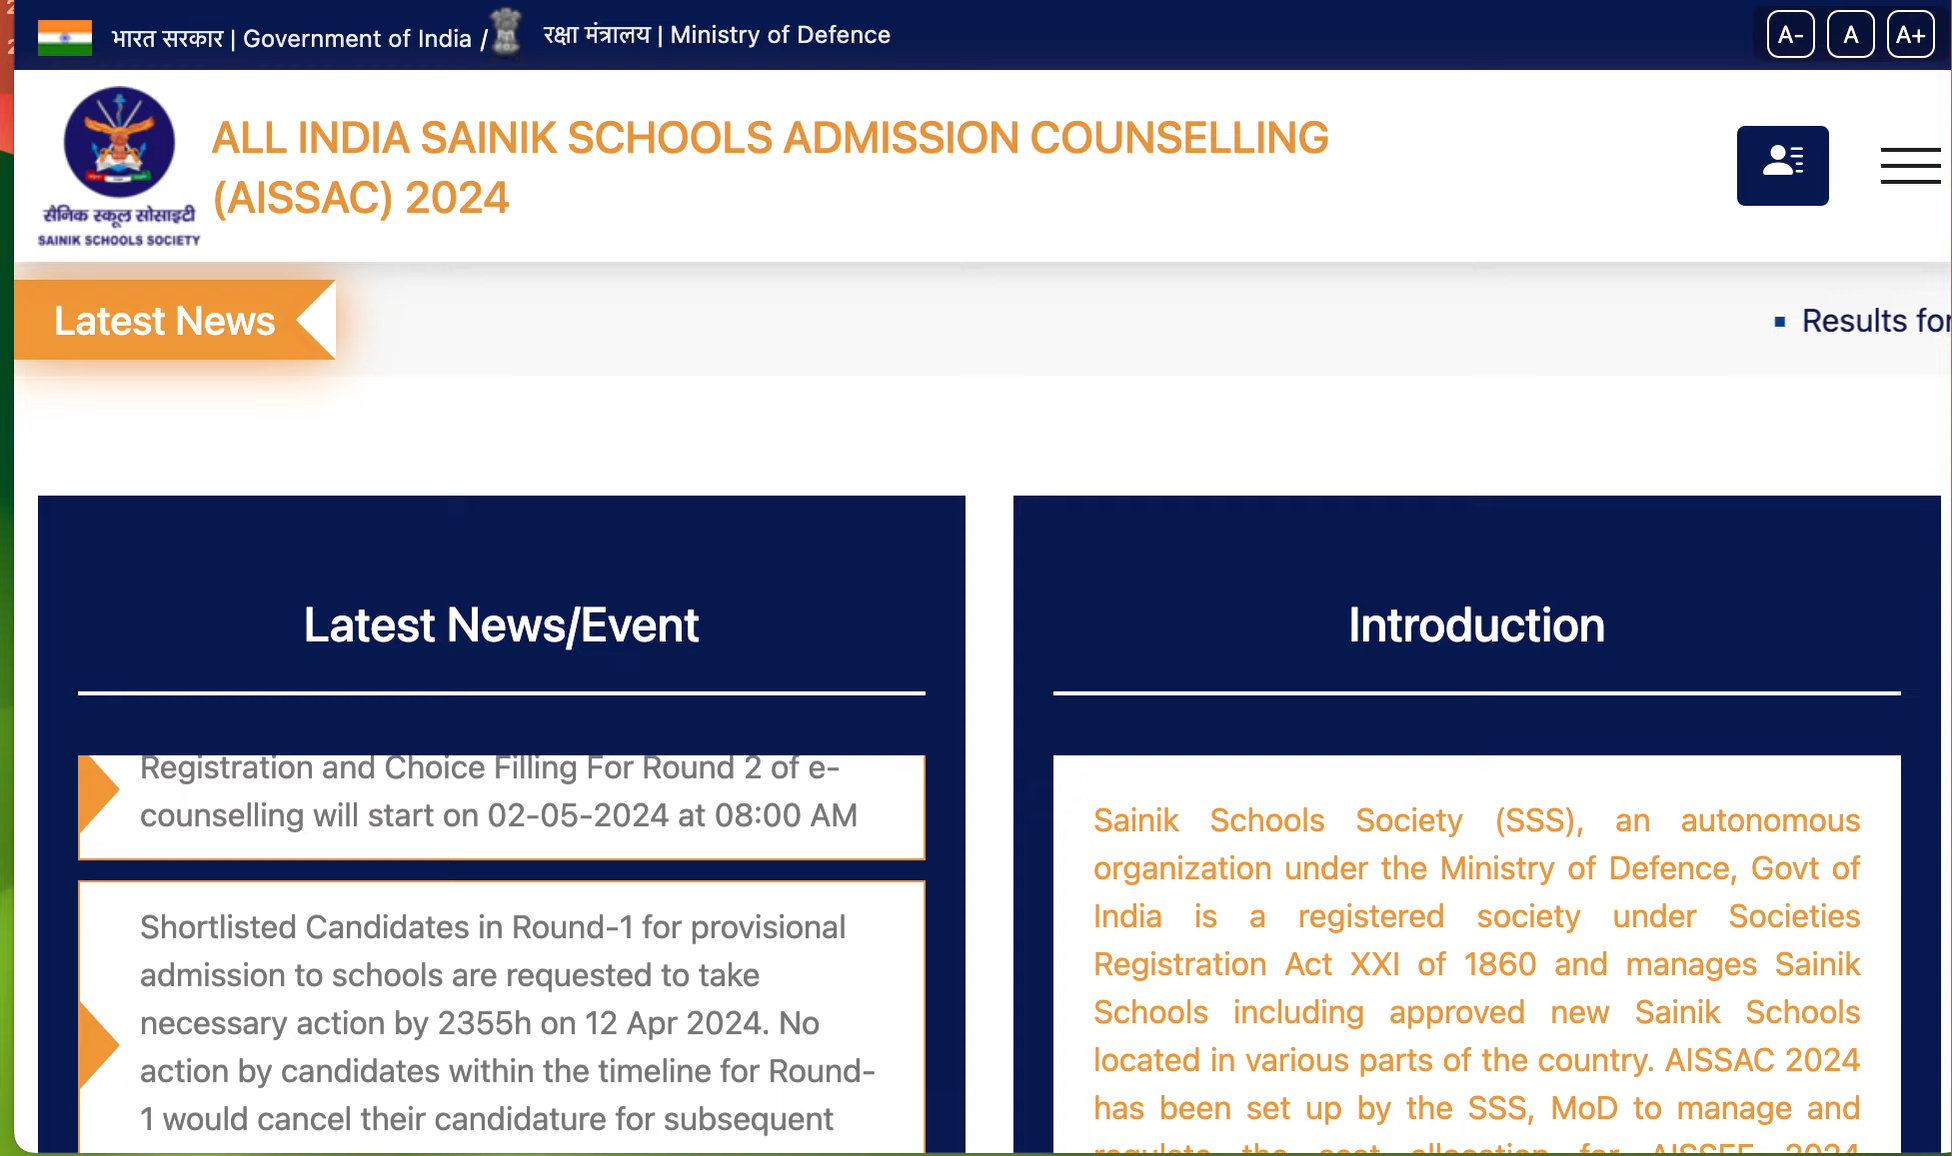 भारत सरकार | Government of India /
रक्षा मंत्रालय | Ministry of Defence
A- A A+
सैनिक स्कूल सोसाइटी
SAINIK SCHOOLS SOCIETY
ALL INDIA SAINIK SCHOOLS ADMISSION COUNSELLING
(AISSAC) 2024
Latest News
▪ Results for
Latest News/Event
Registration and Choice Filling For Round 2 of e-
counselling will start on 02-05-2024 at 08:00 AM
Shortlisted Candidates in Round-1 for provisional
admission to schools are requested to take
necessary action by 2355h on 12 Apr 2024. No
action by candidates within the timeline for Round-
1 would cancel their candidature for subsequent
Introduction
Sainik Schools Society (SSS), an autonomous
organization under the Ministry of Defence, Govt of
India is a registered society under Societies
Registration Act XXI of 1860 and manages Sainik
Schools including approved new Sainik Schools
located in various parts of the country. AISSAC 2024
has been set up by the SSS, MoD to manage and
regulate the seat allocation for AISSEE 2024